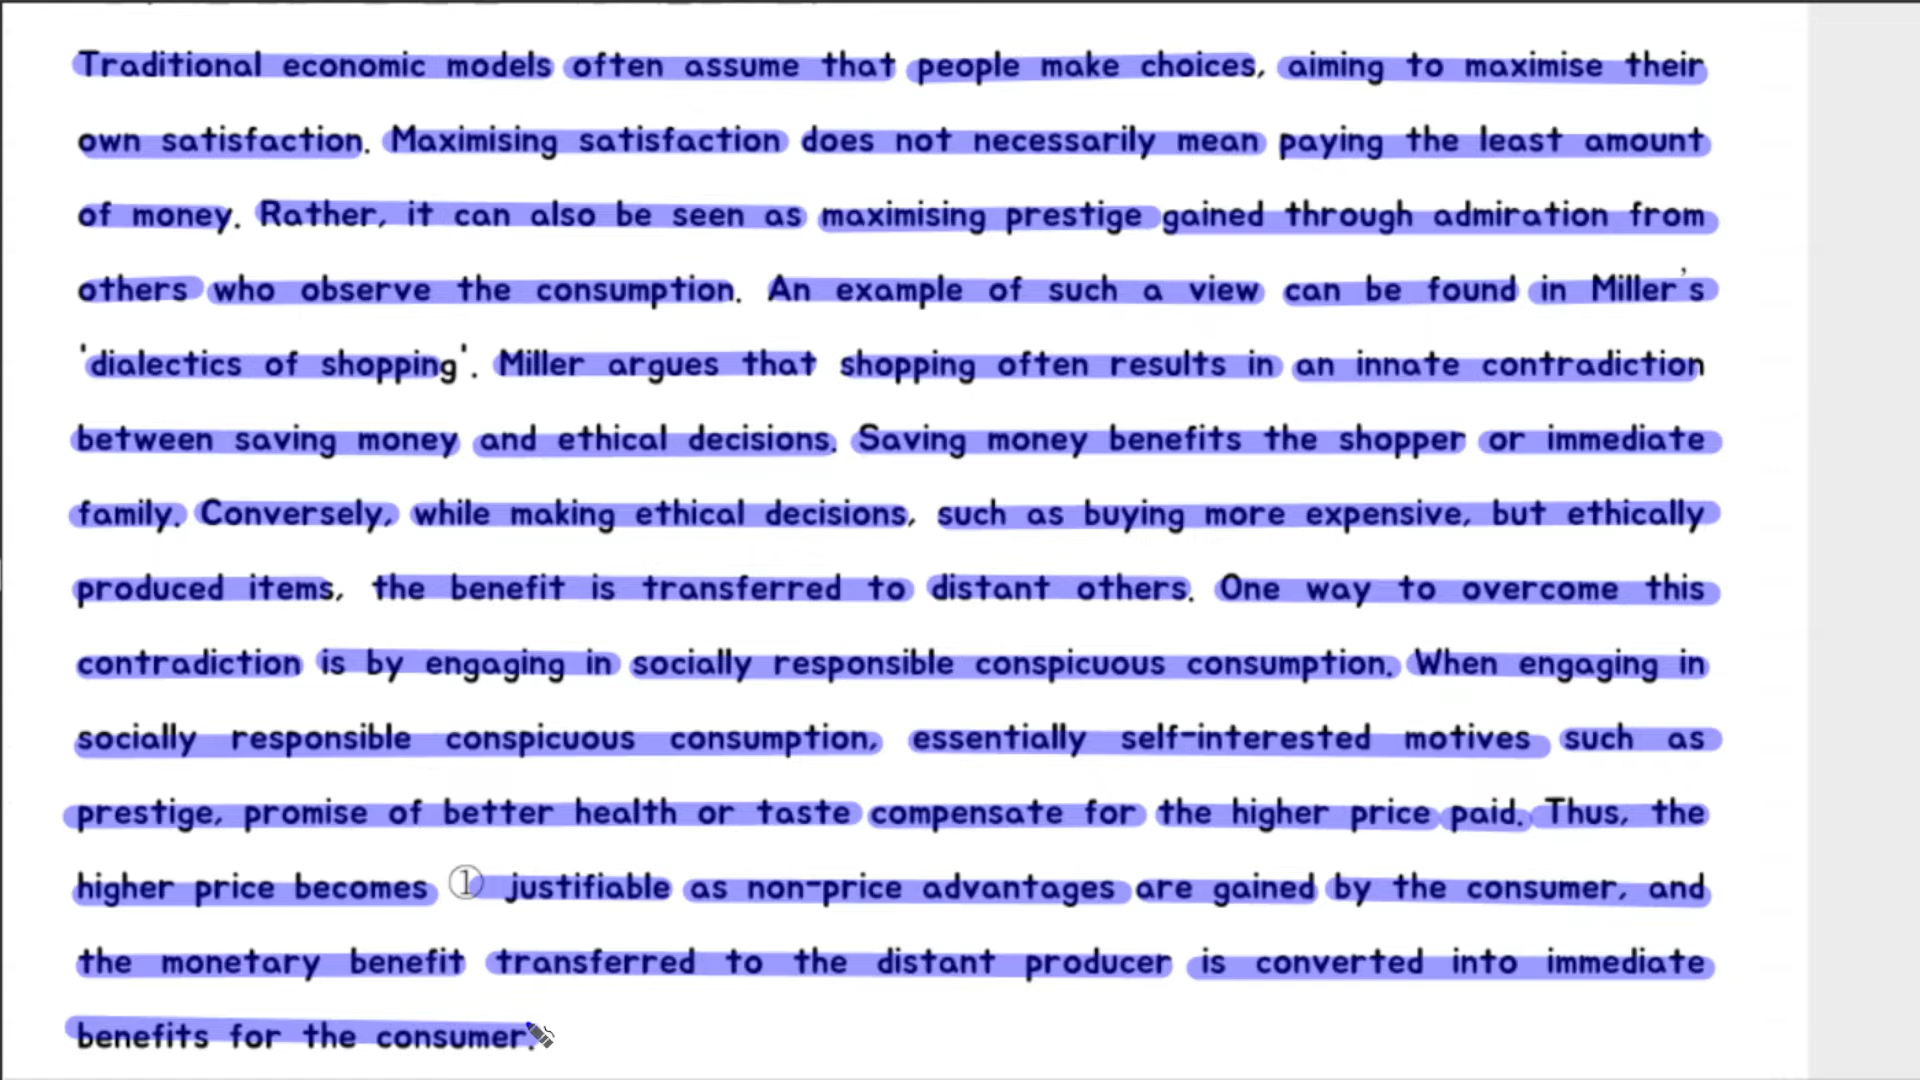 Traditional economic models often assume that people make choices, aiming to maximise their
own satisfaction. Maximising satisfaction does not necessarily mean paying the least amount
of money. Rather, it can also be seen as maximising prestige gained through admiration from
others who observe the consumption. An example of such a view can be found in Miller's
'dialectics of shopping'. Miller argues that shopping often results in an innate contradiction
between saving money and ethical decisions. Saving money benefits the shopper or immediate
family. Conversely, while making ethical decisions, such as buying more expensive, but ethically
produced items, the benefit is transferred to distant others. One way to overcome this
contradiction is by engaging in socially responsible conspicuous consumption. When engaging in
socially responsible conspicuous consumption, essentially self-interested motives such as
prestige, promise of better health or taste compensate for the higher price paid. Thus, the
higher price becomes ① justifiable as non-price advantages are gained by the consumer, and
the monetary benefit transferred to the distant producer is converted into immediate
benefits for the consumer.